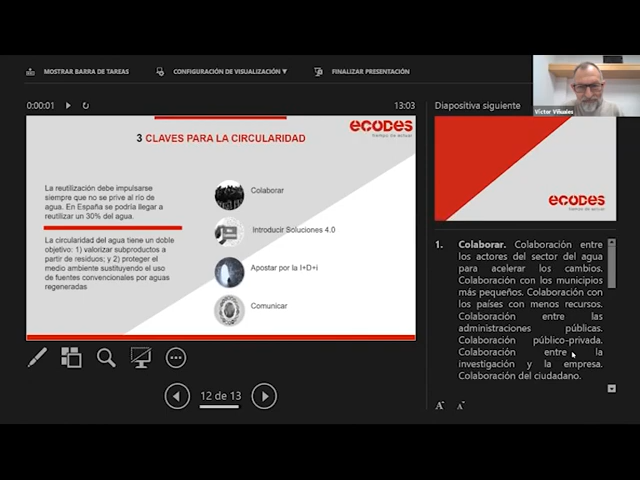 MOSTRAR BARRA DE TAREAS
CONFIGURACIÓN DE VISUALIZACIÓN ▼
FINALIZAR PRESENTACIÓN
Víctor Viñuales
0:00:01
13:03
Diapositiva siguiente
ecodes
tiempo de actuar
3 CLAVES PARA LA CIRCULARIDAD
La reutilización debe impulsarse
siempre que no se prive al río de
agua. En España se podría llegar a
reutilizar un 30% del agua.
La circularidad del agua tiene un doble
objetivo: 1) valorizar subproductos a
partir de residuos; y 2) proteger el
medio ambiente sustituyendo el uso
de fuentes convencionales por aguas
regeneradas
Colaborar
Introducir Soluciones 4.0
Apostar por la I+D+i
Comunicar
ecodes
tiempo de actuar
1. Colaborar. Colaboración entre
los actores del sector del agua
para acelerar los cambios.
Colaboración con los municipios
más pequeños. Colaboración con
los países con menos recursos.
Colaboración entre las
administraciones públicas.
Colaboración público-privada.
Colaboración entre la
investigación y la empresa.
Colaboración del ciudadano.
12 de 13
A A